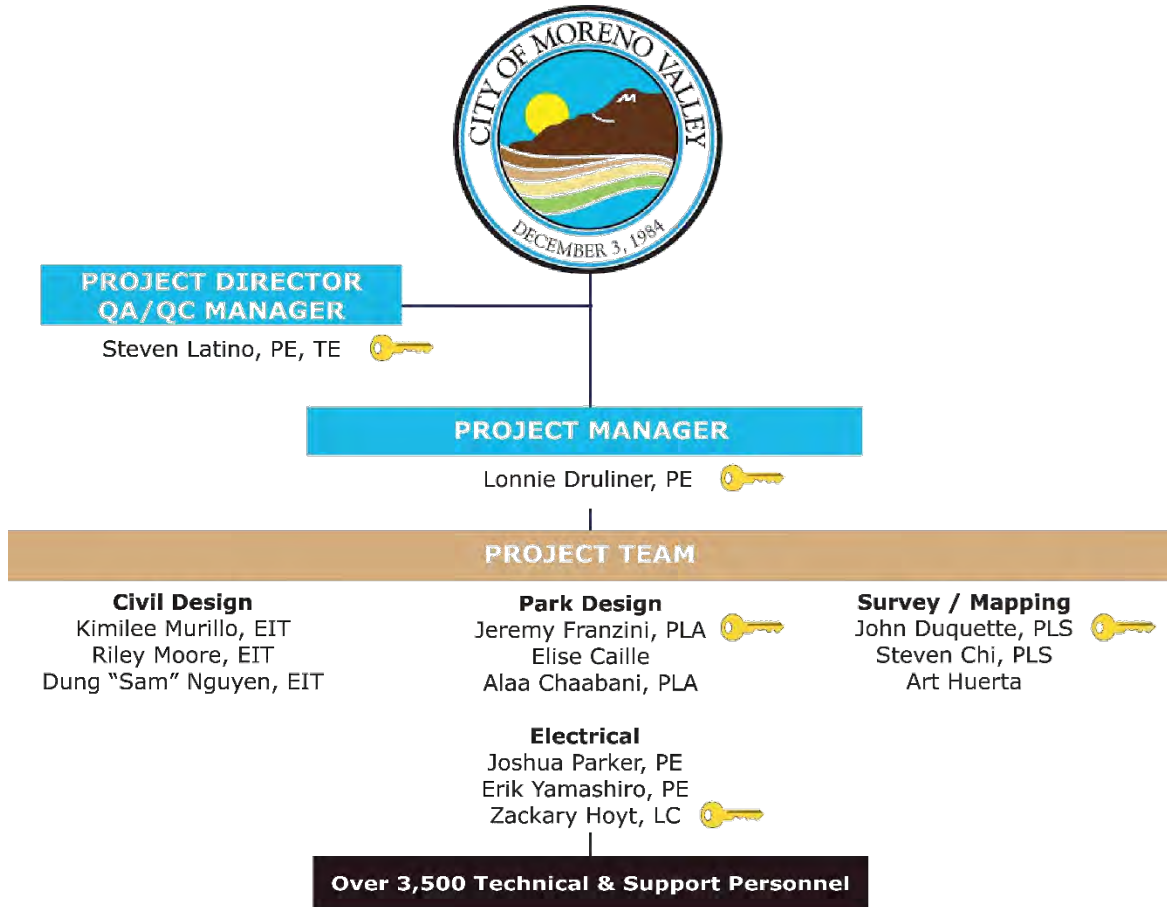 CITY OF MORENO VALLEY
DECEMBER 3, 1984
PROJECT DIRECTOR
QA/QC MANAGER
Steven Latino, PE, TE
PROJECT MANAGER
Lonnie Druliner, PE
PROJECT TEAM
Civil Design
Kimilee Murillo, EIT
Riley Moore, EIT
Dung “Sam” Nguyen, EIT
Park Design
Jeremy Franzini, PLA
Elise Caille
Alaa Chaabani, PLA
Survey / Mapping
John Duquette, PLS
Steven Chi, PLS
Art Huerta
Electrical
Joshua Parker, PE
Erik Yamashiro, PE
Zackary Hoyt, LC
Over 3,500 Technical & Support Personnel